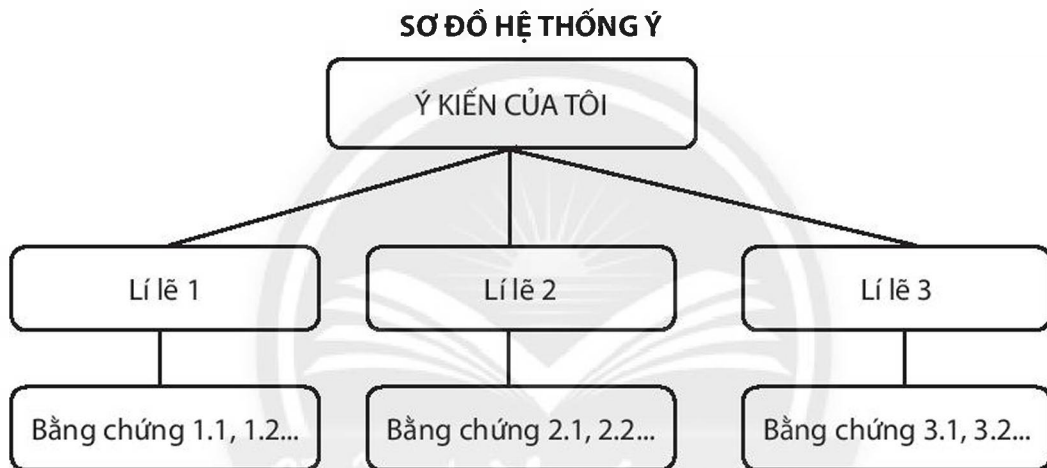 SƠ ĐỒ HỆ THỐNG Ý
Ý KIẾN CỦA TÔI
Lí lẽ 1
Lí lẽ 2
Lí lẽ 3
Bằng chứng 1.1, 1.2...
Bằng chứng 2.1, 2.2...
Bằng chứng 3.1, 3.2...